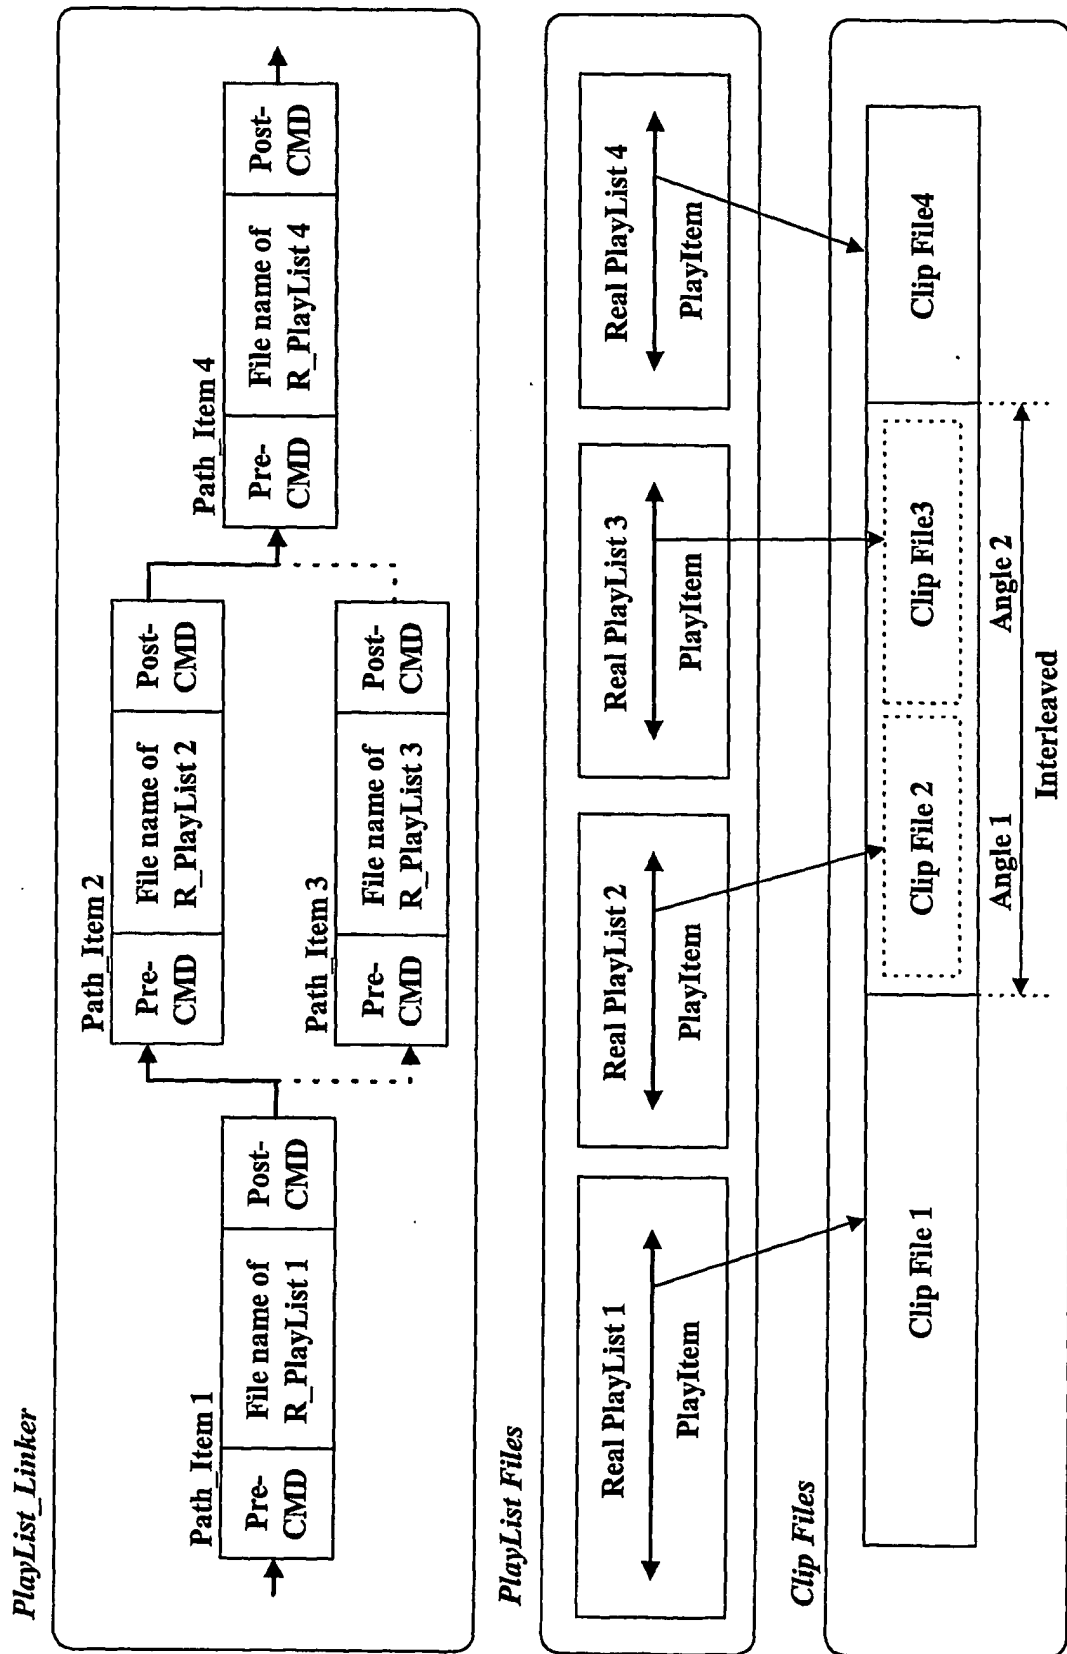 PlayList_Linker
Path_Item 1
Pre-
CMD
File name of
R_PlayList 1
Post-
CMD
Path_Item 2
Pre-
CMD
File name of
R_PlayList 2
Post-
CMD
Path_Item 3
Pre-
CMD
File name of
R_PlayList 3
Post-
CMD
Path_Item 4
Pre-
CMD
File name of
R_PlayList 4
Post-
CMD
PlayList Files
Real PlayList 1
PlayItem
Real PlayList 2
PlayItem
Real PlayList 3
PlayItem
Real PlayList 4
PlayItem
Clip Files
Clip File 1
Clip File 2
Clip File3
Clip File4
Angle 1
Angle 2
Interleaved